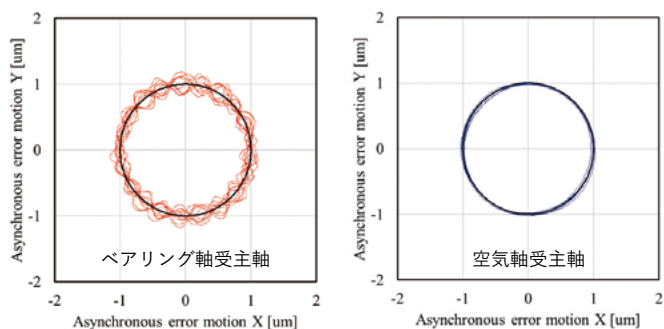 Asynchronous error motion Y [um]
2
1
0
-1
-2
-2 -1 0 1 2
ベアリング軸受主軸
Asynchronous error motion X [um]
Asynchronous error motion Y [um]
2
1
0
-1
-2
-2 -1 0 1 2
空気軸受主軸
Asynchronous error motion X [um]